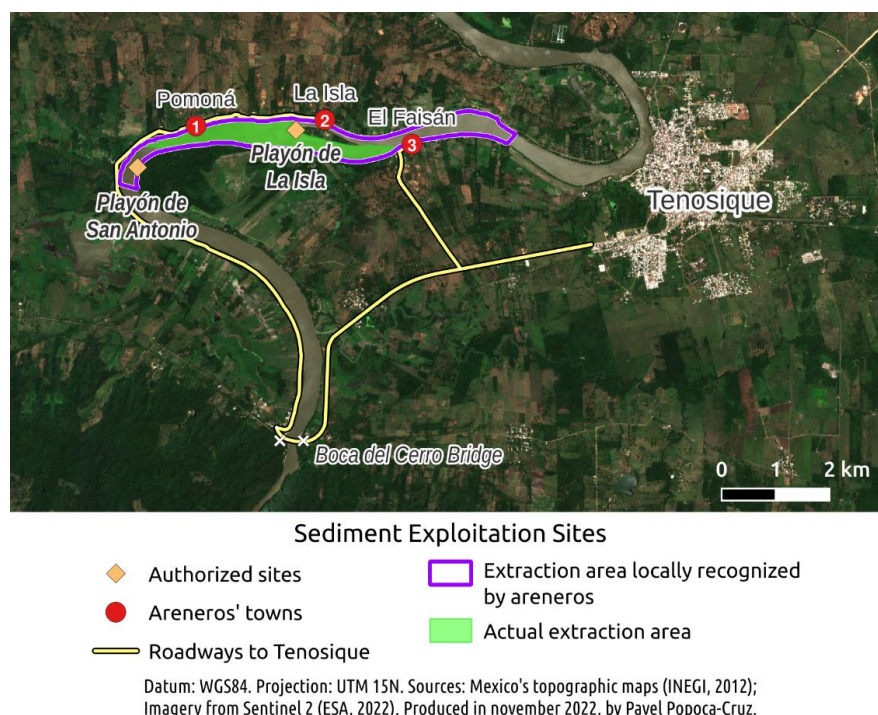 Pomoná
La Isla
El Faisán
1
2
3
Playón de
La Isla
Playón de
San Antonio
Tenosique
Boca del Cerro Bridge
0 1 2 km
Sediment Exploitation Sites
Authorized sites
Areneros' towns
Roadways to Tenosique
Extraction area locally recognized
by areneros
Actual extraction area
Datum: WGS84. Projection: UTM 15N. Sources: Mexico's topographic maps (INEGI, 2012);
Imagery from Sentinel 2 (ESA, 2022). Produced in november 2022, by Pavel Popoca-Cruz.